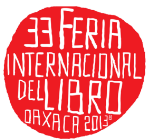 33 FERIA
INTERNACIONAL
DEL LIBRO
OAXACA 2013